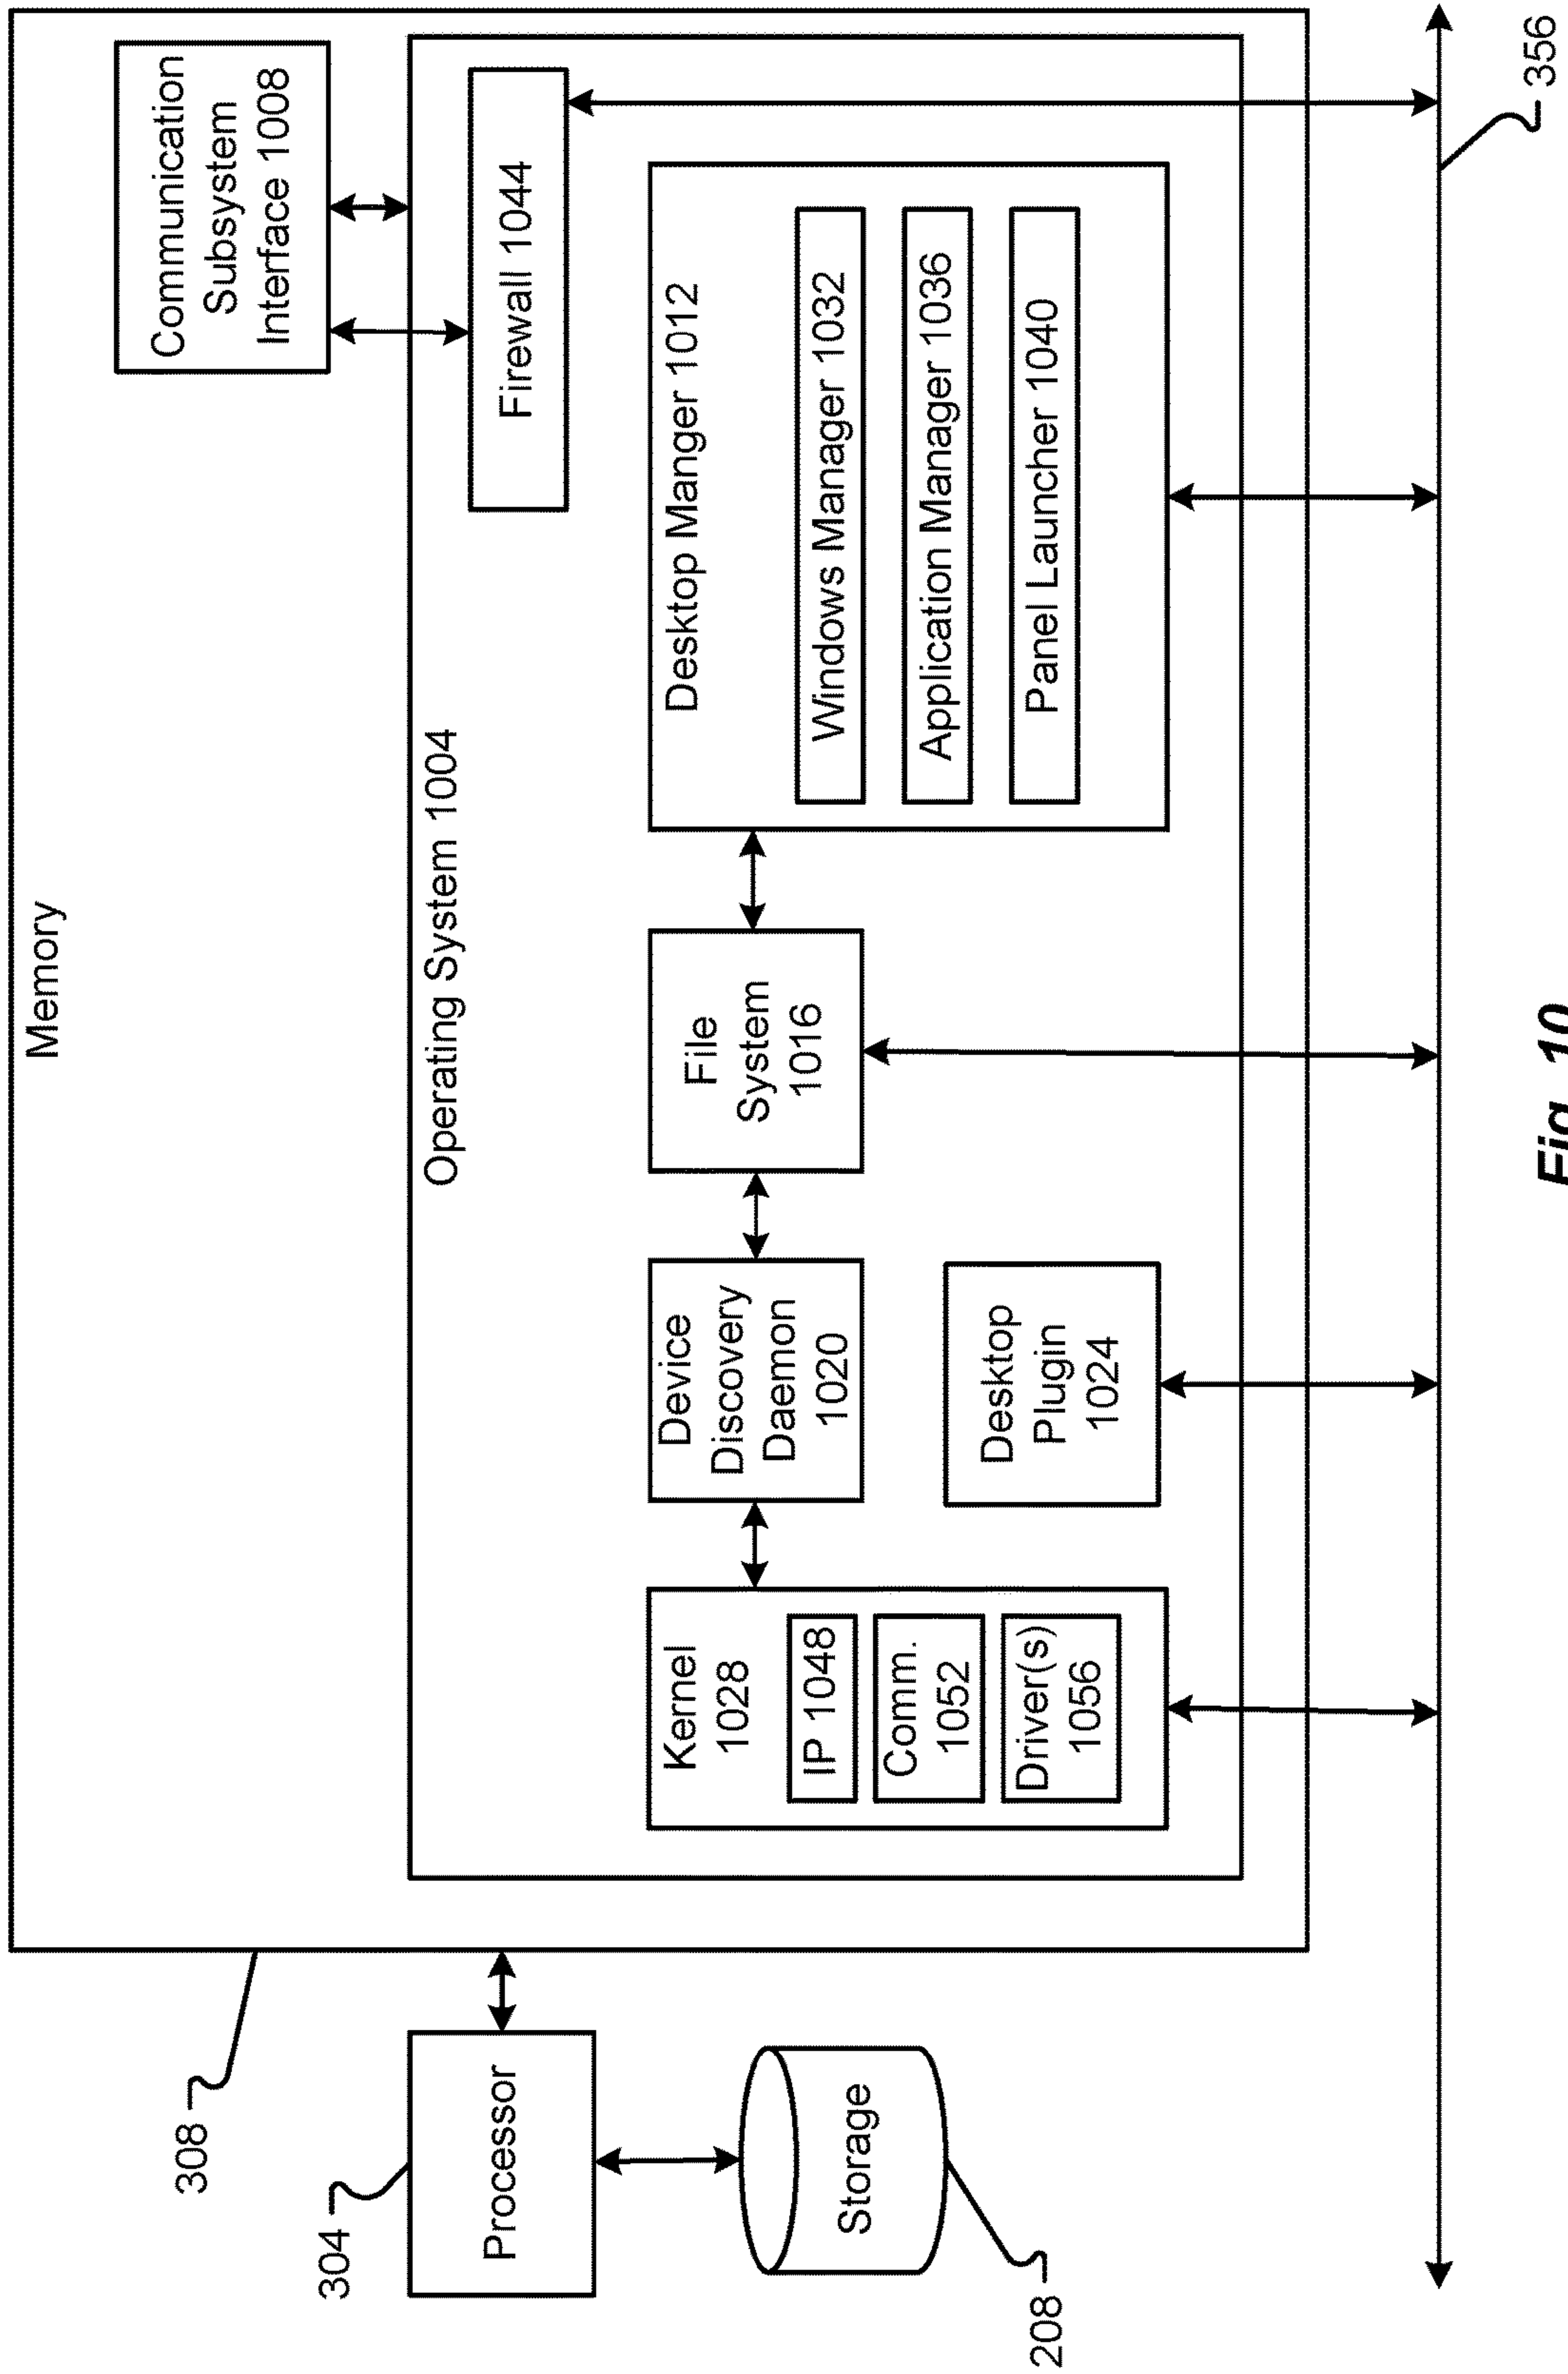 Memory
Communication
Subsystem
Interface 1008
Operating System 1004
Firewall 1044
308
304
Processor
Storage
208
Kernel
1028
IP 1048
Comm.
1052
Driver(s)
1056
Device
Discovery
Daemon
1020
Desktop
Plugin
1024
File
System
1016
Desktop Manger 1012
Windows Manager 1032
Application Manager 1036
Panel Launcher 1040
356
Fig. 10